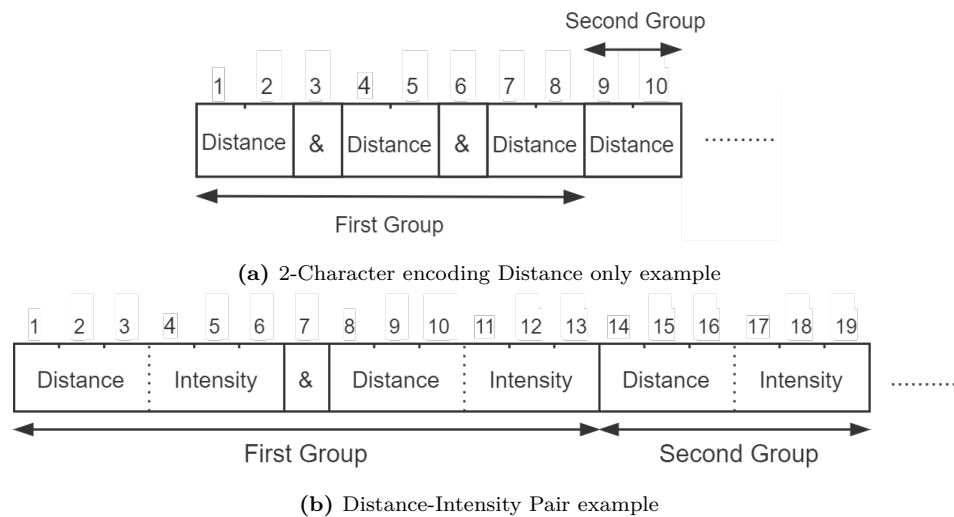 Second Group
1 2 3 4 5 6 7 8 9 10
Distance & Distance & Distance Distance
First Group
(a) 2-Character encoding Distance only example
1 2 3 4 5 6 7 8 9 10 11 12 13 14 15 16 17 18 19
Distance Intensity & Distance Intensity Distance Intensity
First Group Second Group
(b) Distance-Intensity Pair example